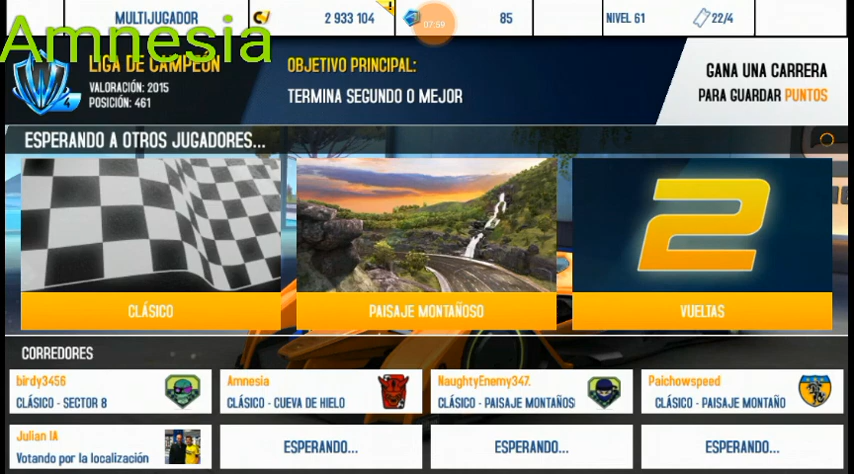 MULTIJUGADOR
2 933 104
85
NIVEL 61
22/4
07:59
Amnesia
LIGA DE CAMPEÓN
VALORACIÓN: 2015
POSICIÓN: 461
4
OBJETIVO PRINCIPAL:
TERMINA SEGUNDO O MEJOR
GANA UNA CARRERA
PARA GUARDAR PUNTOS
ESPERANDO A OTROS JUGADORES...
2
CLÁSICO
PAISAJE MONTAÑOSO
VUELTAS
CORREDORES
birdy3456
CLÁSICO - SECTOR 8
Amnesia
CLÁSICO - CUEVA DE HIELO
NaughtyEnemy347.
CLÁSICO - PAISAJE MONTAÑOS
Paichowspeed
CLÁSICO - PAISAJE MONTAÑO
Julian IA
Votando por la localización
ESPERANDO...
ESPERANDO...
ESPERANDO...